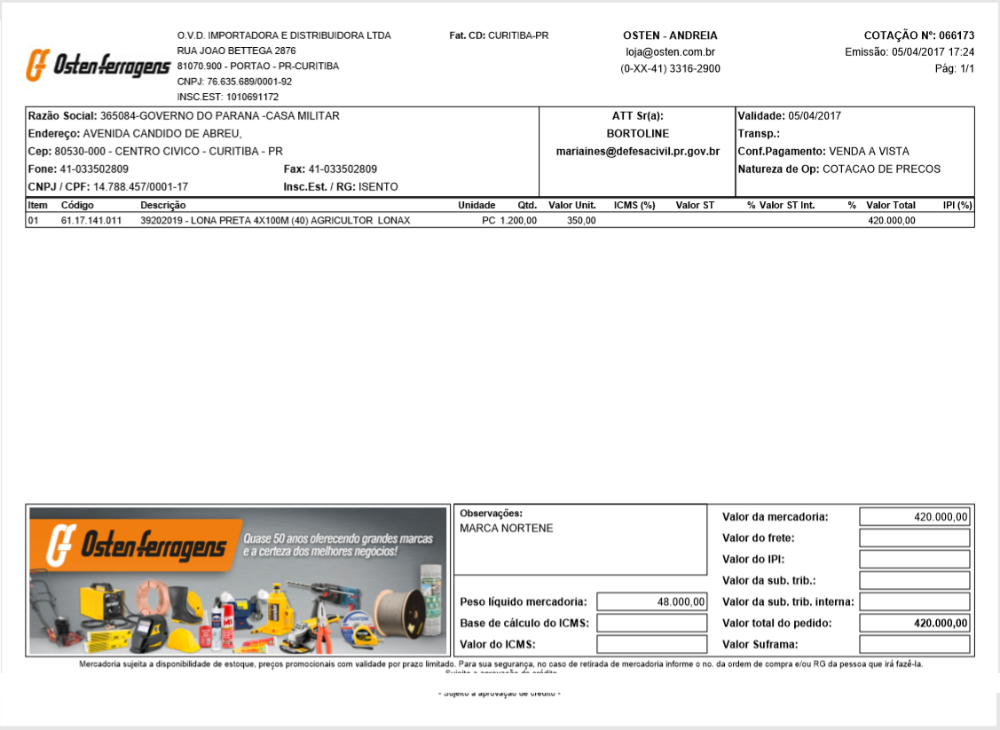 Osten ferragens
O.V.D. IMPORTADORA E DISTRIBUIDORA LTDA
RUA JOAO BETTEGA 2876
81070.900 - PORTAO - PR-CURITIBA
CNPJ: 76.635.689/0001-92
INSC.EST: 1010691172
Fat. CD: CURITIBA-PR
OSTEN - ANDREIA
loja@osten.com.br
(0-XX-41) 3316-2900
COTAÇÃO Nº: 066173
Emissão: 05/04/2017 17:24
Pág: 1/1
Razão Social: 365084-GOVERNO DO PARANA -CASA MILITAR
Endereço: AVENIDA CANDIDO DE ABREU,
Cep: 80530-000 - CENTRO CIVICO - CURITIBA - PR
Fone: 41-033502809 Fax: 41-033502809
CNPJ / CPF: 14.788.457/0001-17 Insc.Est. / RG: ISENTO
ATT Sr(a):
BORTOLINE
mariaines@defesacivil.pr.gov.br
Validade: 05/04/2017
Transp.:
Conf.Pagamento: VENDA A VISTA
Natureza de Op: COTACAO DE PRECOS
Item Código Descrição Unidade Qtd. Valor Unit. ICMS (%) Valor ST % Valor ST Int. % Valor Total IPI (%)
01 61.17.141.011 39202019 - LONA PRETA 4X100M (40) AGRICULTOR LONAX PC 1.200,00 350,00 420.000,00
Osten ferragens
Quase 50 anos oferecendo grandes marcas
e a certeza dos melhores negócios!
Observações:
MARCA NORTENE
Peso líquido mercadoria: 48.000,00
Base de cálculo do ICMS:
Valor do ICMS:
Valor da mercadoria: 420.000,00
Valor do frete:
Valor do IPI:
Valor da sub. trib.:
Valor da sub. trib. interna:
Valor total do pedido: 420.000,00
Valor Suframa:
Mercadoria sujeita a disponibilidade de estoque, preços promocionais com validade por prazo limitado. Para sua segurança, no caso de retirada de mercadoria informe o no. da ordem de compra e/ou RG da pessoa que irá fazê-la.
Sujeito a aprovação de crédito
- Sujeito a aprovação de crédito -